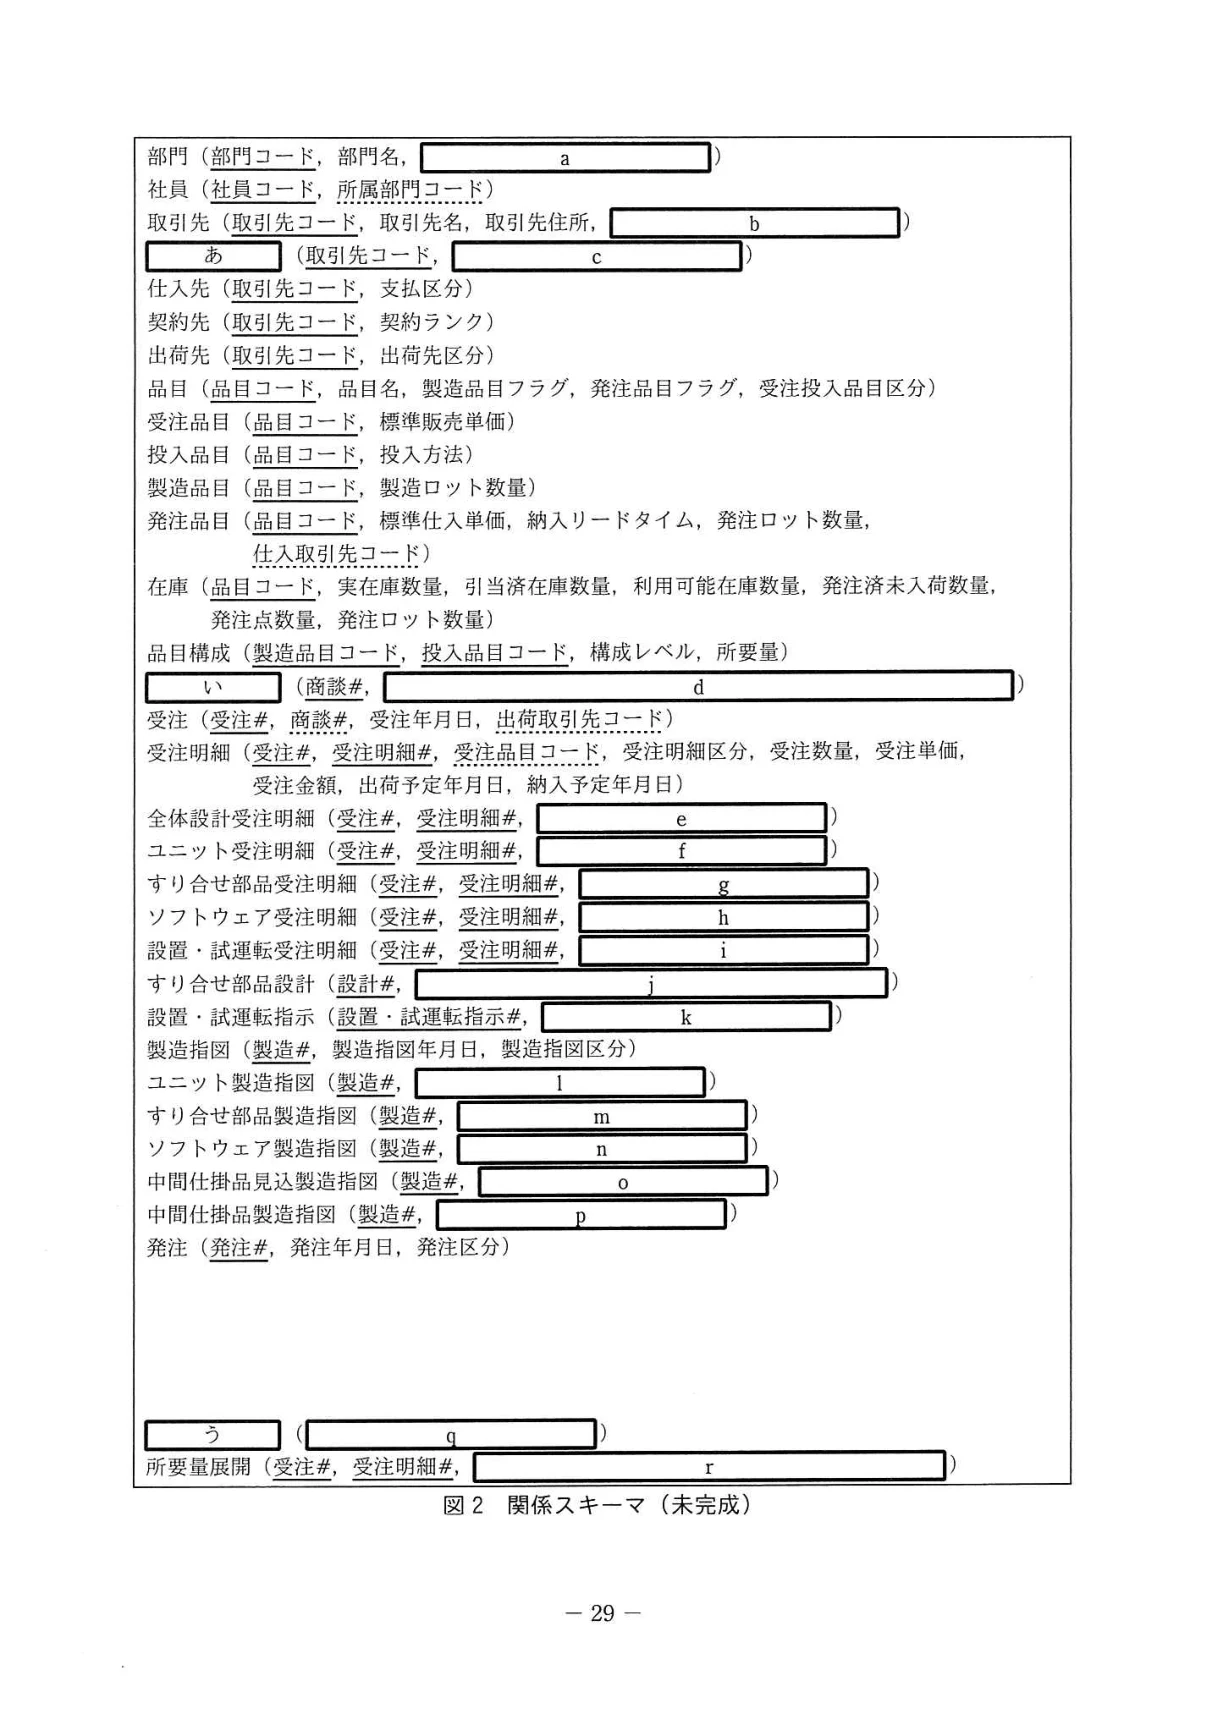 部門（部門コード，部門名，a）
社員（社員コード，所属部門コード）
取引先（取引先コード，取引先名，取引先住所，b）
あ（取引先コード，c）
仕入先（取引先コード，支払区分）
契約先（取引先コード，契約ランク）
出荷先（取引先コード，出荷先区分）
品目（品目コード，品目名，製造品目フラグ，発注品目フラグ，受注投入品目区分）
受注品目（品目コード，標準販売単価）
投入品目（品目コード，投入方法）
製造品目（品目コード，製造ロット数量）
発注品目（品目コード，標準仕入単価，納入リードタイム，発注ロット数量，
仕入取引先コード）
在庫（品目コード，実在庫数量，引当済在庫数量，利用可能在庫数量，発注済未入荷数量，
発注点数量，発注ロット数量）
品目構成（製造品目コード，投入品目コード，構成レベル，所要量）
い（商談#，d）
受注（受注#，商談#，受注年月日，出荷取引先コード）
受注明細（受注#，受注明細#，受注品目コード，受注明細区分，受注数量，受注単価，
受注金額，出荷予定年月日，納入予定年月日）
全体設計受注明細（受注#，受注明細#，e）
ユニット受注明細（受注#，受注明細#，f）
すり合せ部品受注明細（受注#，受注明細#，g）
ソフトウェア受注明細（受注#，受注明細#，h）
設置・試運転受注明細（受注#，受注明細#，i）
すり合せ部品設計（設計#，j）
設置・試運転指示（設置・試運転指示#，k）
製造指図（製造#，製造指図年月日，製造指図区分）
ユニット製造指図（製造#，l）
すり合せ部品製造指図（製造#，m）
ソフトウェア製造指図（製造#，n）
中間仕掛品見込製造指図（製造#，o）
中間仕掛品製造指図（製造#，p）
発注（発注#，発注年月日，発注区分）
う（q）
所要量展開（受注#，受注明細#，r）
図2 関係スキーマ（未完成）
－ 29 －